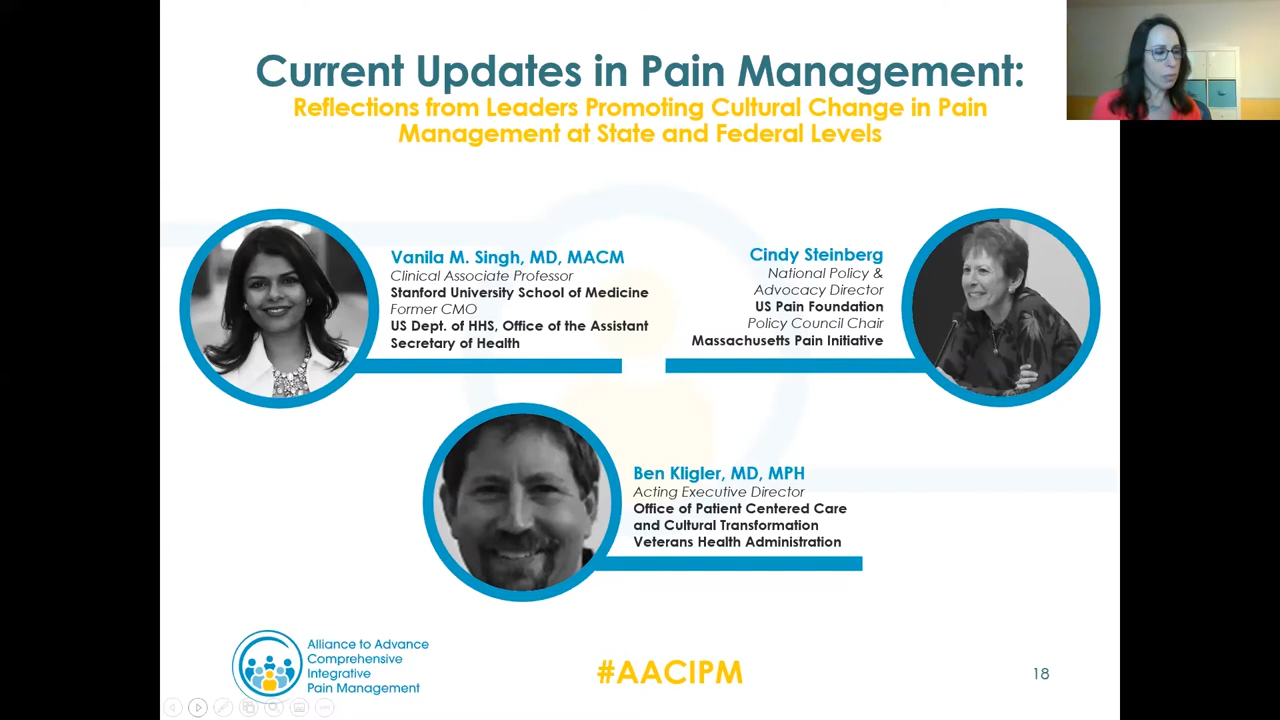 Current Updates in Pain Management:
Reflections from Leaders Promoting Cultural Change in Pain
Management at State and Federal Levels
Vanila M. Singh, MD, MACM
Clinical Associate Professor
Stanford University School of Medicine
Former CMO
US Dept. of HHS, Office of the Assistant
Secretary of Health
Cindy Steinberg
National Policy &
Advocacy Director
US Pain Foundation
Policy Council Chair
Massachusetts Pain Initiative
Ben Kligler, MD, MPH
Acting Executive Director
Office of Patient Centered Care
and Cultural Transformation
Veterans Health Administration
Alliance to Advance
Comprehensive
Integrative
Pain Management
#AACIPM
18